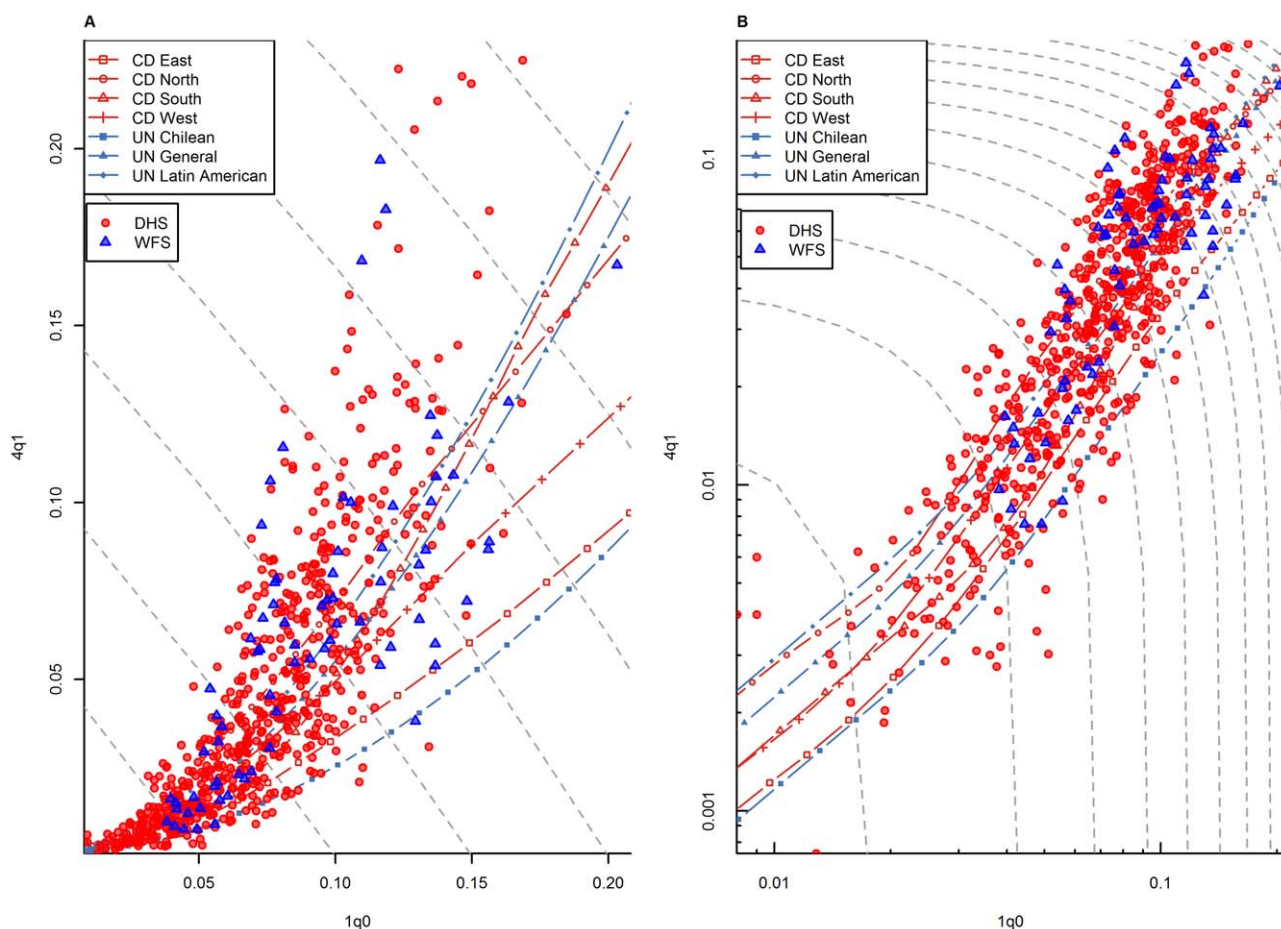 A
CD East
CD North
CD South
CD West
UN Chilean
UN General
UN Latin American
DHS
WFS
0.20
0.15
0.10
0.05
4q1
0.05 0.10 0.15 0.20
1q0
B
CD East
CD North
CD South
CD West
UN Chilean
UN General
UN Latin American
DHS
WFS
0.1
0.01
0.001
4q1
0.01 0.1
1q0